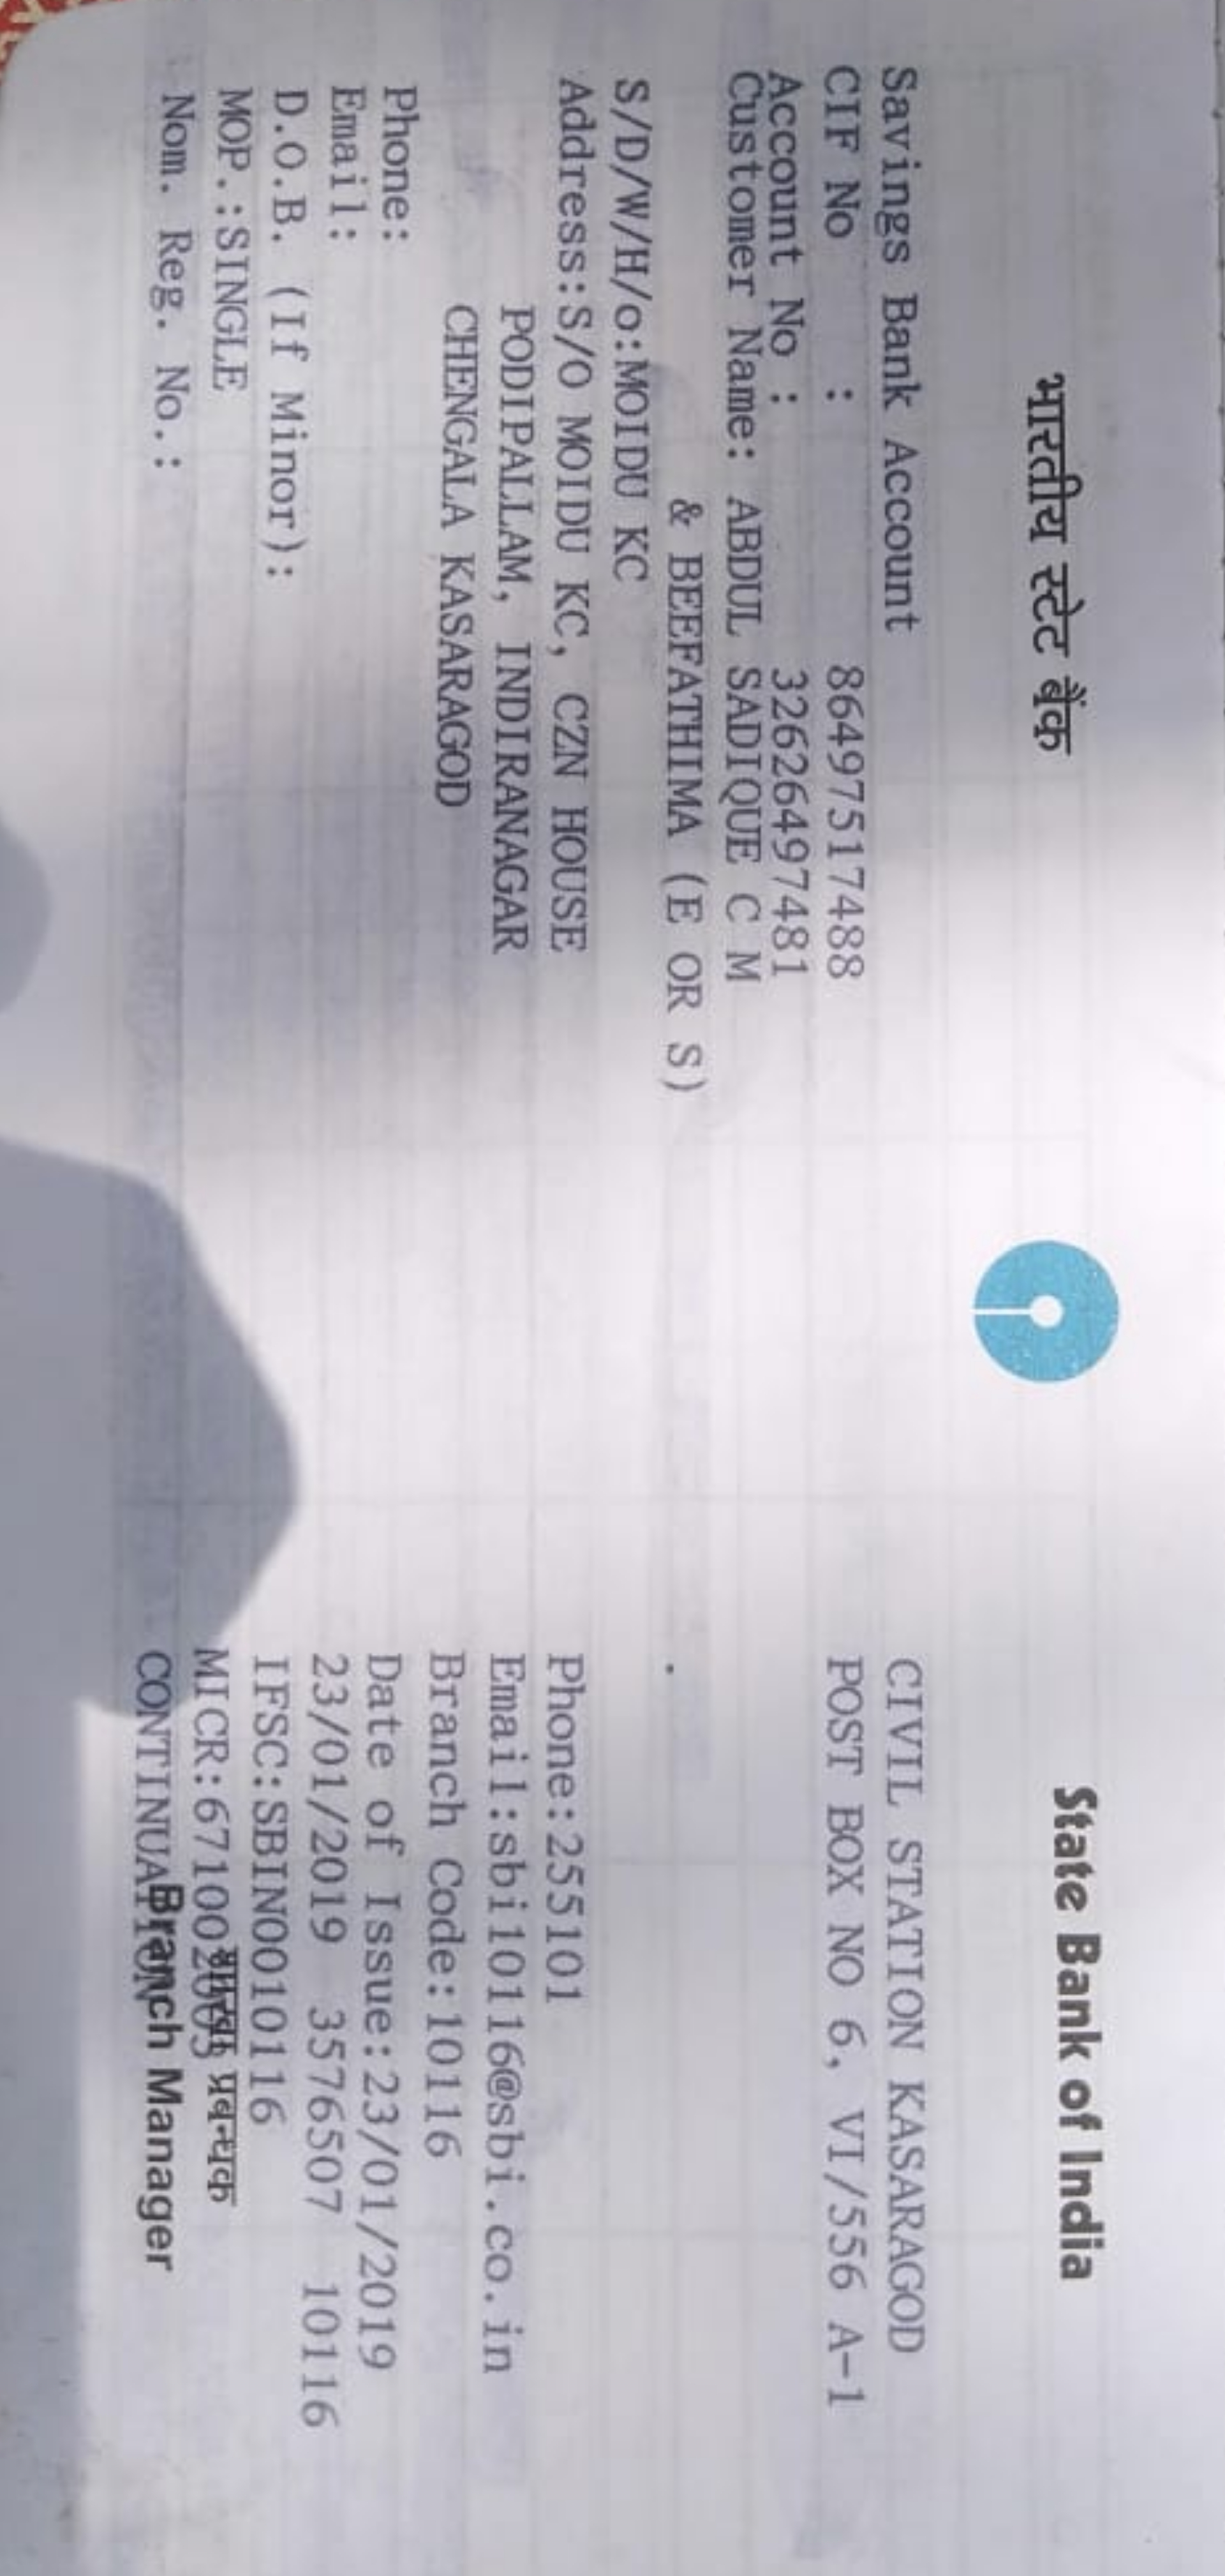 भारतीय स्टेट बैंक
State Bank of India
Savings Bank Account
CIF No : 86497517488
Account No : 32626497481
Customer Name: ABDUL SADIQUE C M
& BEEFATHIMA (E OR S)
S/D/W/H/o:MOIDU KC
Address:S/O MOIDU KC, CZN HOUSE
PODIPALLAM, INDIRANAGAR
CHENGALA KASARAGOD
Phone:
Email:
D.O.B. (If Minor):
MOP.:SINGLE
Nom. Reg. No.:
CIVIL STATION KASARAGOD
POST BOX NO 6, VI/556 A-1
Phone:255101
Email:sbi10116@sbi.co.in
Branch Code:10116
Date of Issue:23/01/2019
23/01/2019 3576507 10116
IFSC:SBIN0010116
MICR:
शाखा प्रबन्धक
CONTINUATION
Branch Manager